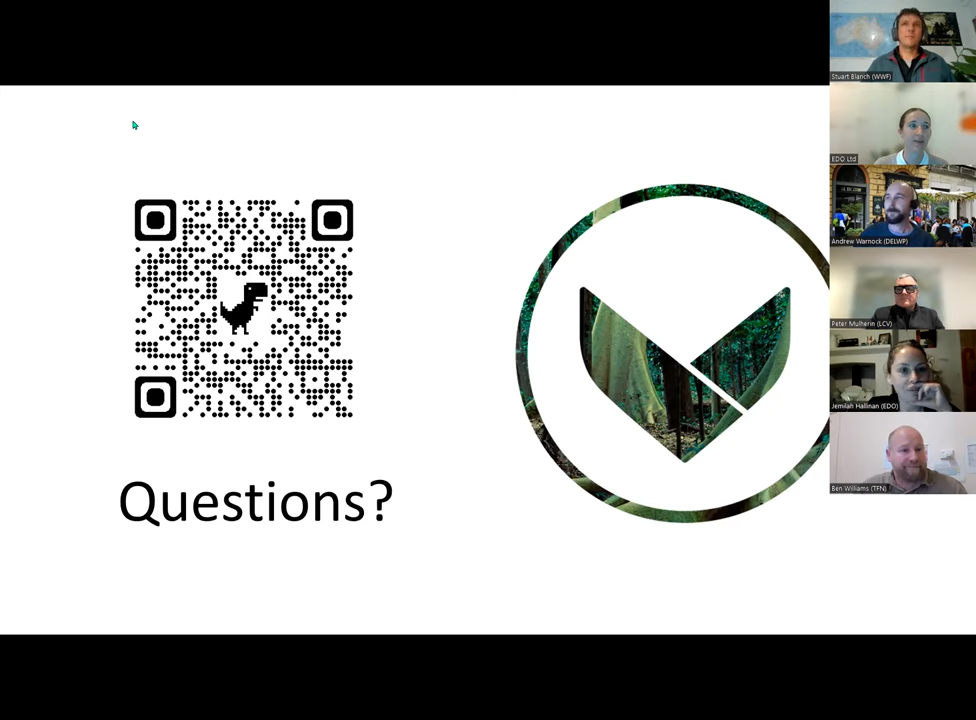 Questions?
Stuart Blanch (WWF)
EDO Ltd
Andrew Warnock (DELWP)
Peter Mulherin (LCV)
Jemilah Hallinan (EDO)
Ben Williams (TFN)